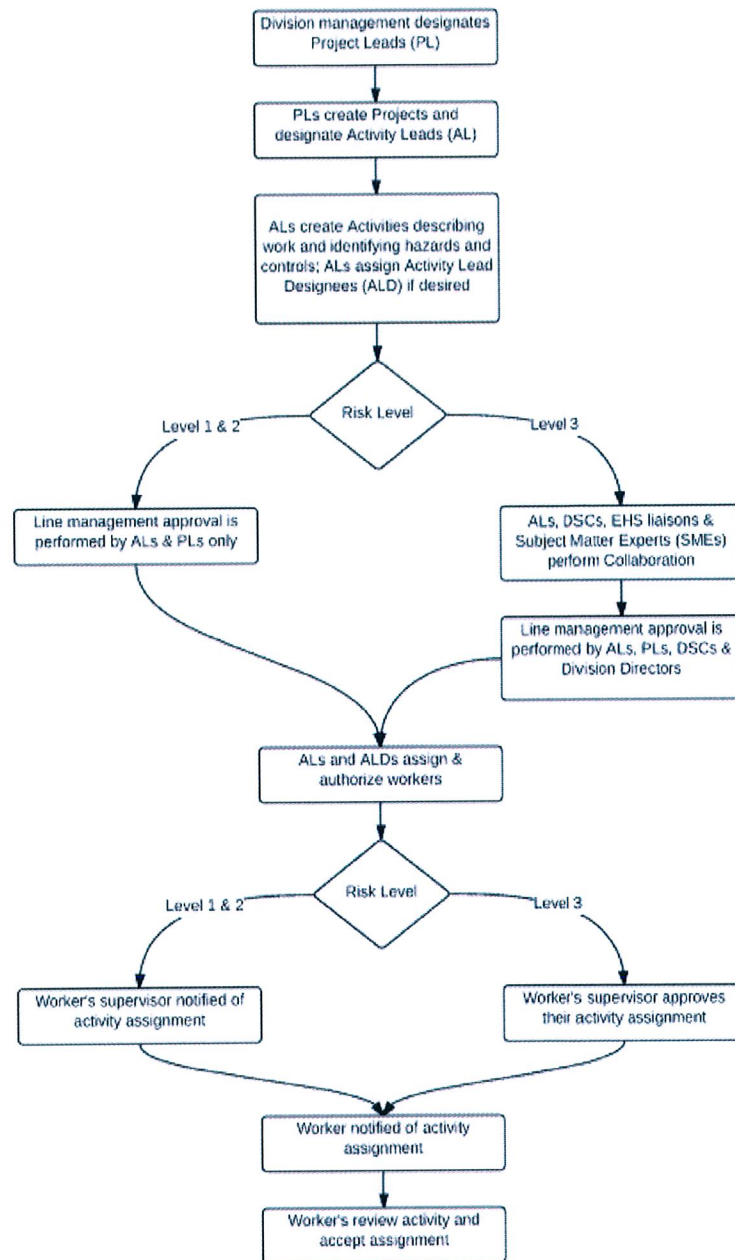 Division management designates
Project Leads (PL)
PLs create Projects and
designate Activity Leads (AL)
ALs create Activities describing
work and identifying hazards and
controls; ALs assign Activity Lead
Designees (ALD) if desired
Risk Level
Level 1 & 2
Level 3
Line management approval is
performed by ALs & PLs only
ALs, DSCs, EHS liaisons &
Subject Matter Experts (SMEs)
perform Collaboration
Line management approval is
performed by ALs, PLs, DSCs &
Division Directors
ALs and ALDs assign &
authorize workers
Risk Level
Level 1 & 2
Level 3
Worker's supervisor notified of
activity assignment
Worker's supervisor approves
their activity assignment
Worker notified of activity
assignment
Worker's review activity and
accept assignment